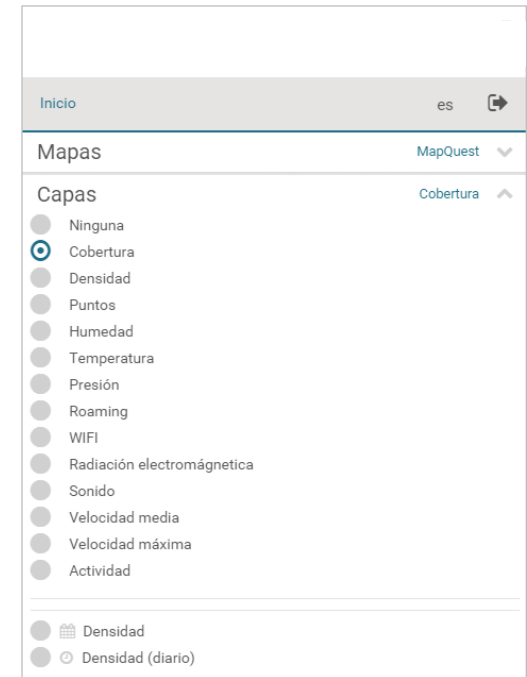 Inicio es
Mapas MapQuest
Capas Cobertura
Ninguna
Cobertura
Densidad
Puntos
Humedad
Temperatura
Presión
Roaming
WIFI
Radiación electromágnetica
Sonido
Velocidad media
Velocidad máxima
Actividad
Densidad
Densidad (diario)